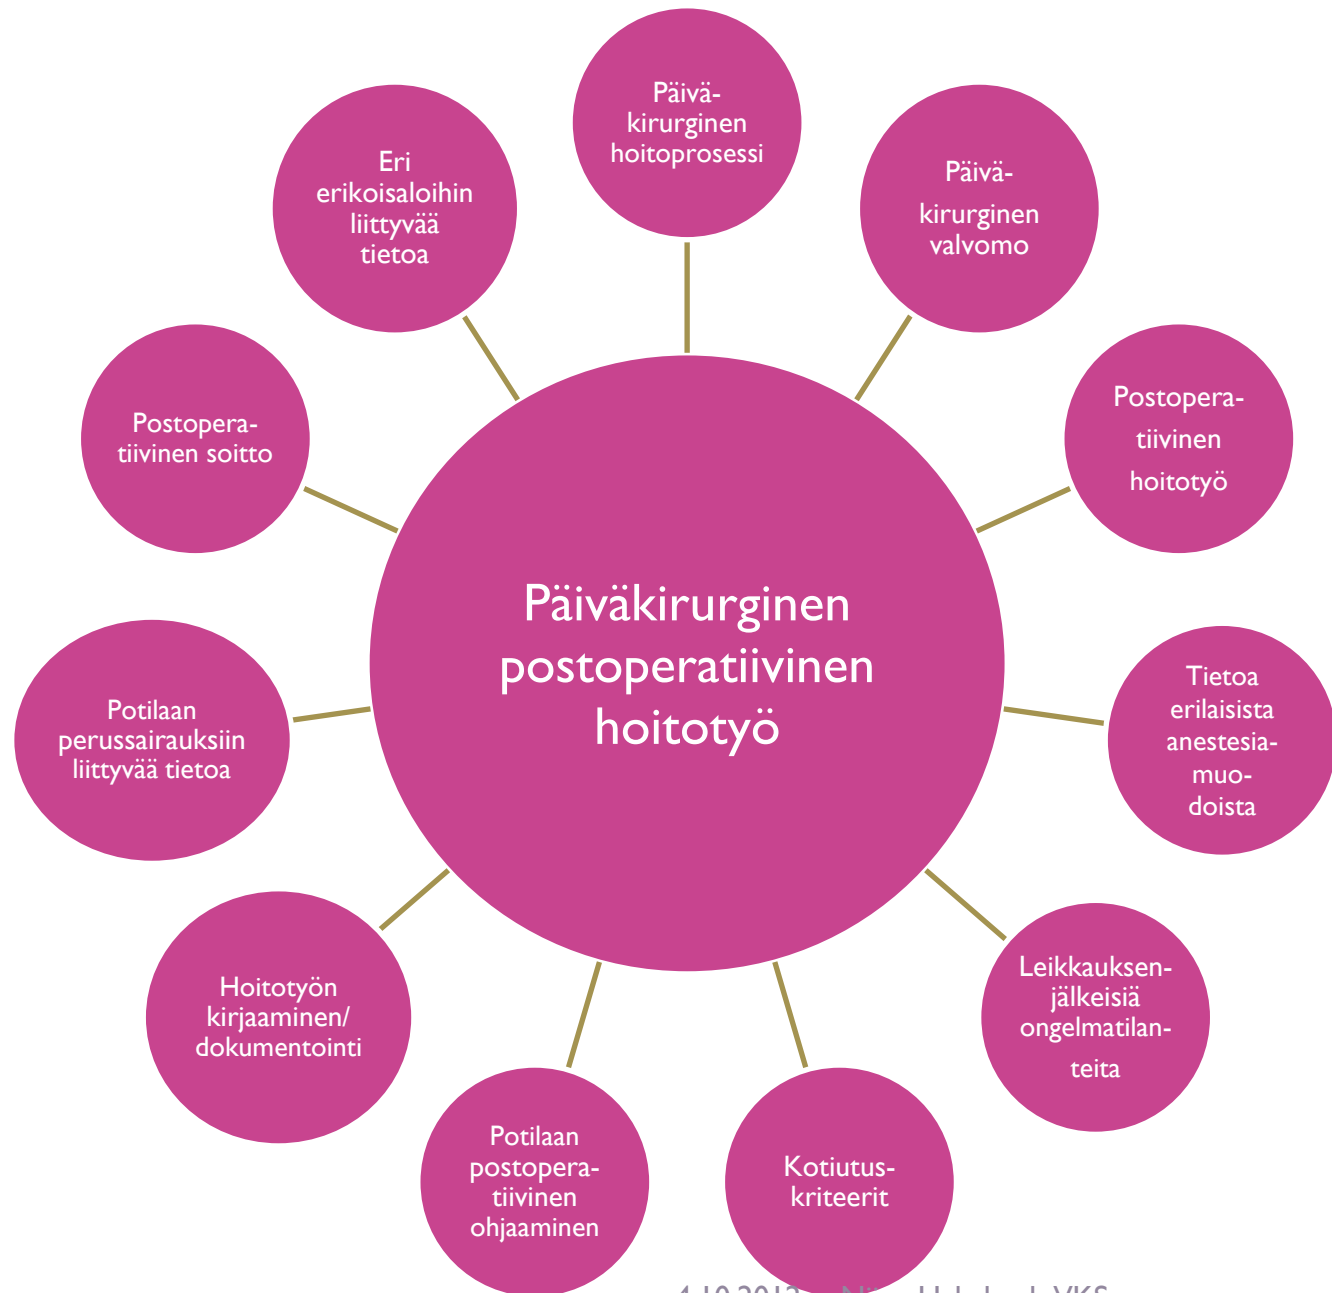 Päivä-
kirurginen
hoitoprosessi
Päivä-
kirurginen
valvomo
Postopera-
tiivinen
hoitotyö
Tietoa
erilaisista
anestesia-
muo-
doista
Leikkauksen-
jälkeisiä
ongelmatilan-
teita
Kotiutus-
kriteerit
Potilaan
postopera-
tiivinen
ohjaaminen
Hoitotyön
kirjaaminen/
dokumentointi
Potilaan
perussairauksiin
liittyvää tietoa
Postopera-
tiivinen soitto
Eri
erikoisaloihin
liittyvää
tietoa
Päiväkirurginen
postoperatiivinen
hoitotyö